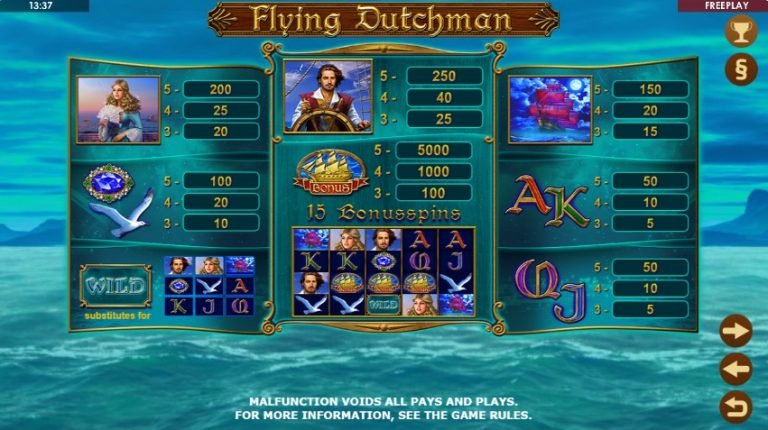 13:37
Flying Dutchman
FREEPLAY
§
5 - 200
4 - 25
3 - 20
5 - 250
4 - 40
3 - 25
5 - 150
4 - 20
3 - 15
5 - 100
4 - 20
3 - 10
BONUS
5 - 5000
4 - 1000
3 - 100
15 Bonusspins
A K
5 - 50
4 - 10
3 - 5
WILD
substitutes for
A
K J Q
A A
K K Q J
WILD
Q J
5 - 50
4 - 10
3 - 5
MALFUNCTION VOIDS ALL PAYS AND PLAYS.
FOR MORE INFORMATION, SEE THE GAME RULES.